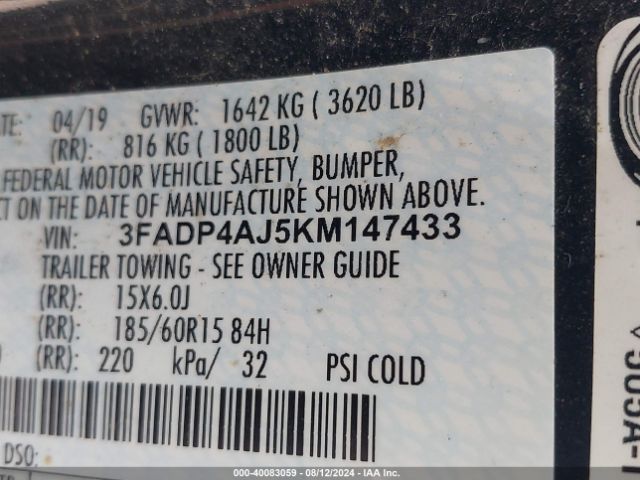 ATE: 04/19 GVWR: 1642 KG ( 3620 LB)
(RR): 816 KG ( 1800 LB)
FEDERAL MOTOR VEHICLE SAFETY, BUMPER,
CT ON THE DATE OF MANUFACTURE SHOWN ABOVE.
VIN: 3FADP4AJ5KM147433
TRAILER TOWING - SEE OWNER GUIDE
(RR): 15X6.0J
(RR): 185/60R15 84H
(RR): 220 kPa/ 32 PSI COLD
DSO:
000-40083059 - 08/12/2024 - IAA Inc.